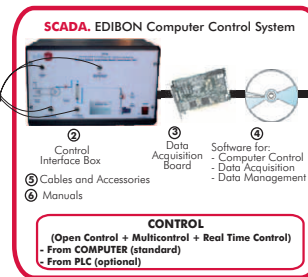 SCADA. EDIBON Computer Control System
②
Control
Interface Box
③
Data
Acquisition
Board
④
Software for:
- Computer Control
- Data Acquisition
- Data Management
⑤ Cables and Accessories
⑥ Manuals
CONTROL
(Open Control + Multicontrol + Real Time Control)
- From COMPUTER (standard)
- From PLC (optional)